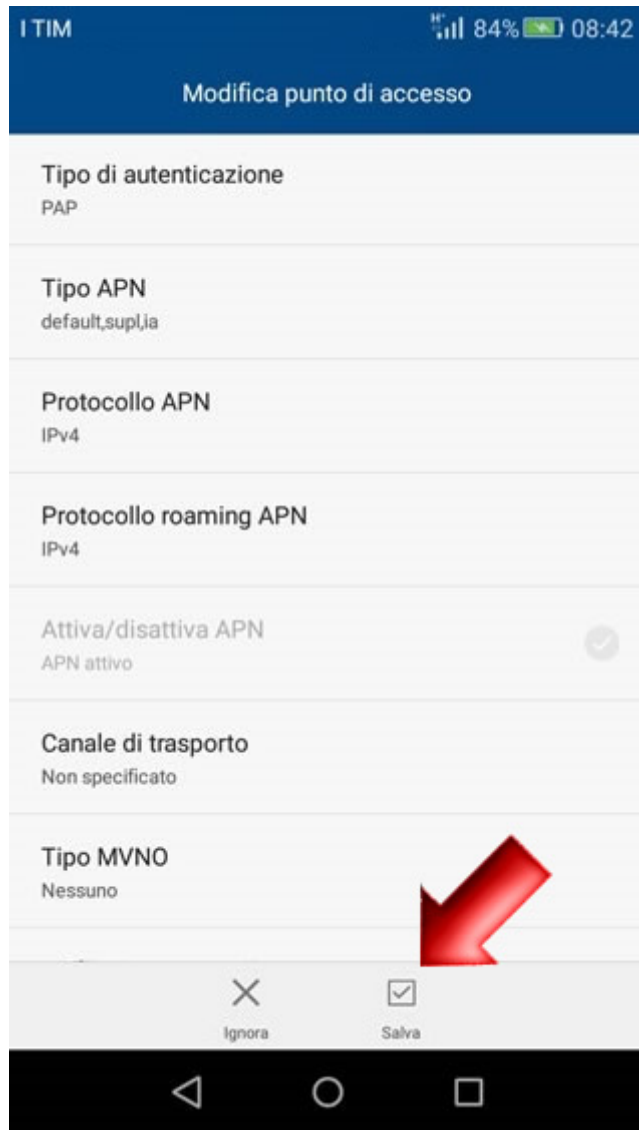 I TIM 84% 08:42
Modifica punto di accesso
Tipo di autenticazione
PAP
Tipo APN
default,supl,ia
Protocollo APN
IPv4
Protocollo roaming APN
IPv4
Attiva/disattiva APN
APN attivo
Canale di trasporto
Non specificato
Tipo MVNO
Nessuno
Ignora Salva